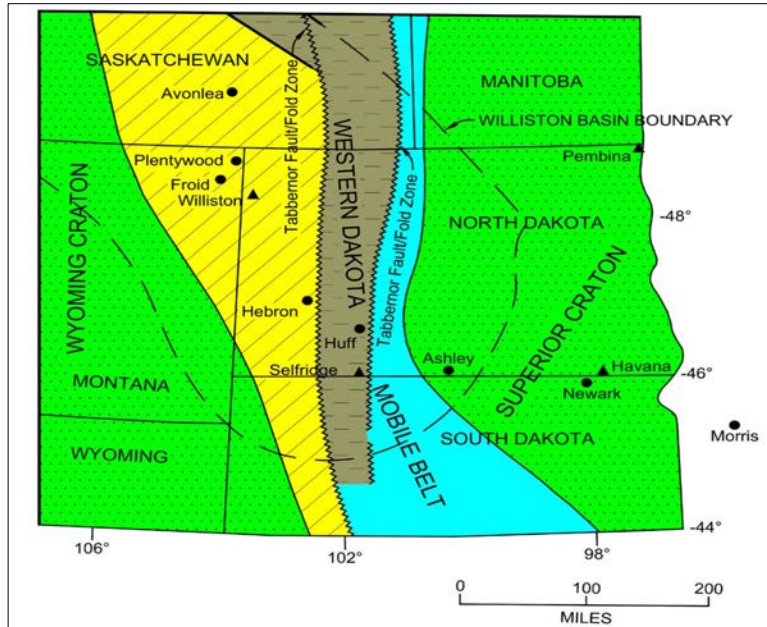 SASKATCHEWAN
Avonlea
MANITOBA
WILLISTON BASIN BOUNDARY
Pembina
Plentywood
Froid
Williston
Tabbernor Fault/Fold Zone
WESTERN DAKOTA
Tabbernor Fault/Fold Zone
-48°
NORTH DAKOTA
WYOMING CRATON
Hebron
Huff
Selfridge
Ashley
SUPERIOR CRATON
Havana
-46°
Newark
MONTANA
MOBILE BELT
SOUTH DAKOTA
Morris
WYOMING
-44°
106°
102°
98°
0
100
200
MILES